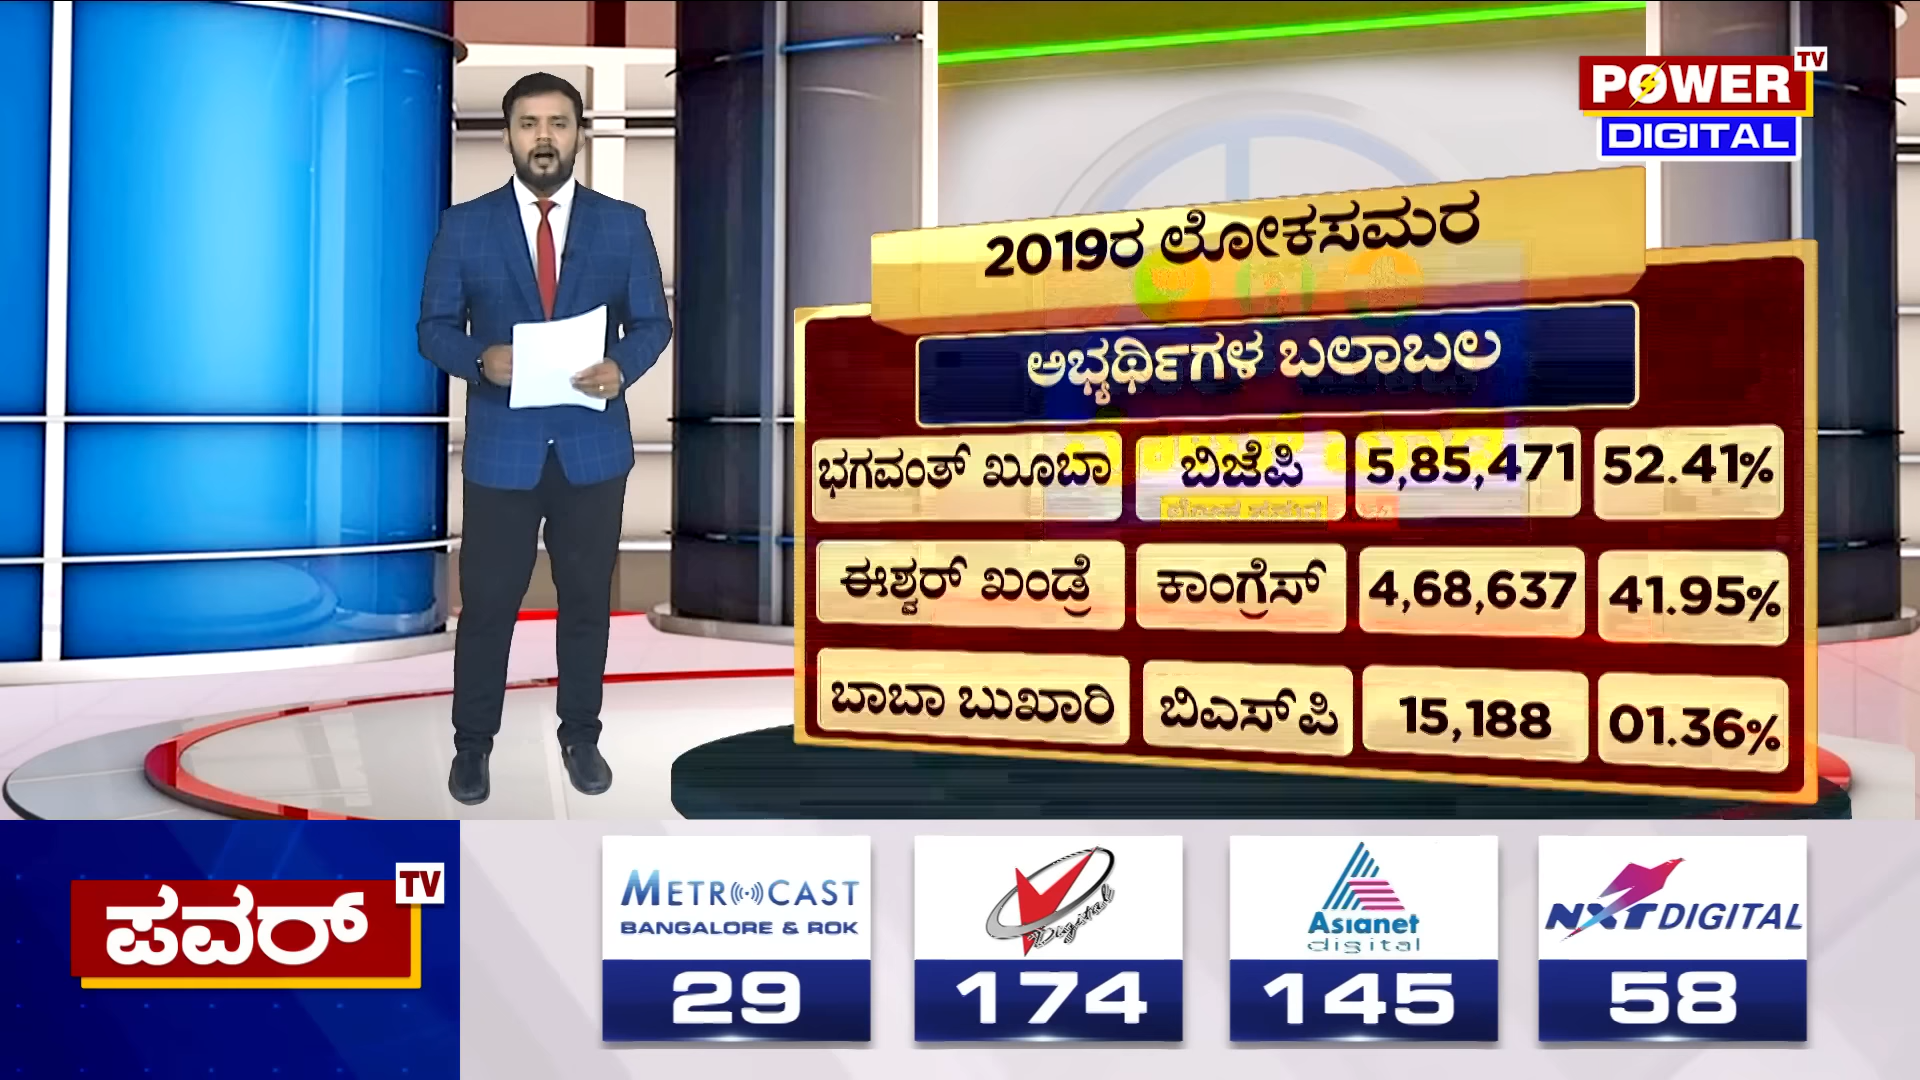 POWER TV
DIGITAL
2019ರ ಲೋಕಸಮರ
ಅಭ್ಯರ್ಥಿಗಳ ಬಲಾಬಲ
ಭಗವಂತ್ ಖೂಬಾ ಬಿಜೆಪಿ 5,85,471 52.41%
ಈಶ್ವರ್ ಖಂಡ್ರೆ ಕಾಂಗ್ರೆಸ್ 4,68,637 41.95%
ಬಾಬಾ ಬುಖಾರಿ ಬಿಎಸ್‌ಪಿ 15,188 01.36%
ಪವರ್ TV
METROCAST
BANGALORE & ROK
29
Digital
174
Asianet
digital
145
NXTDIGITAL
58